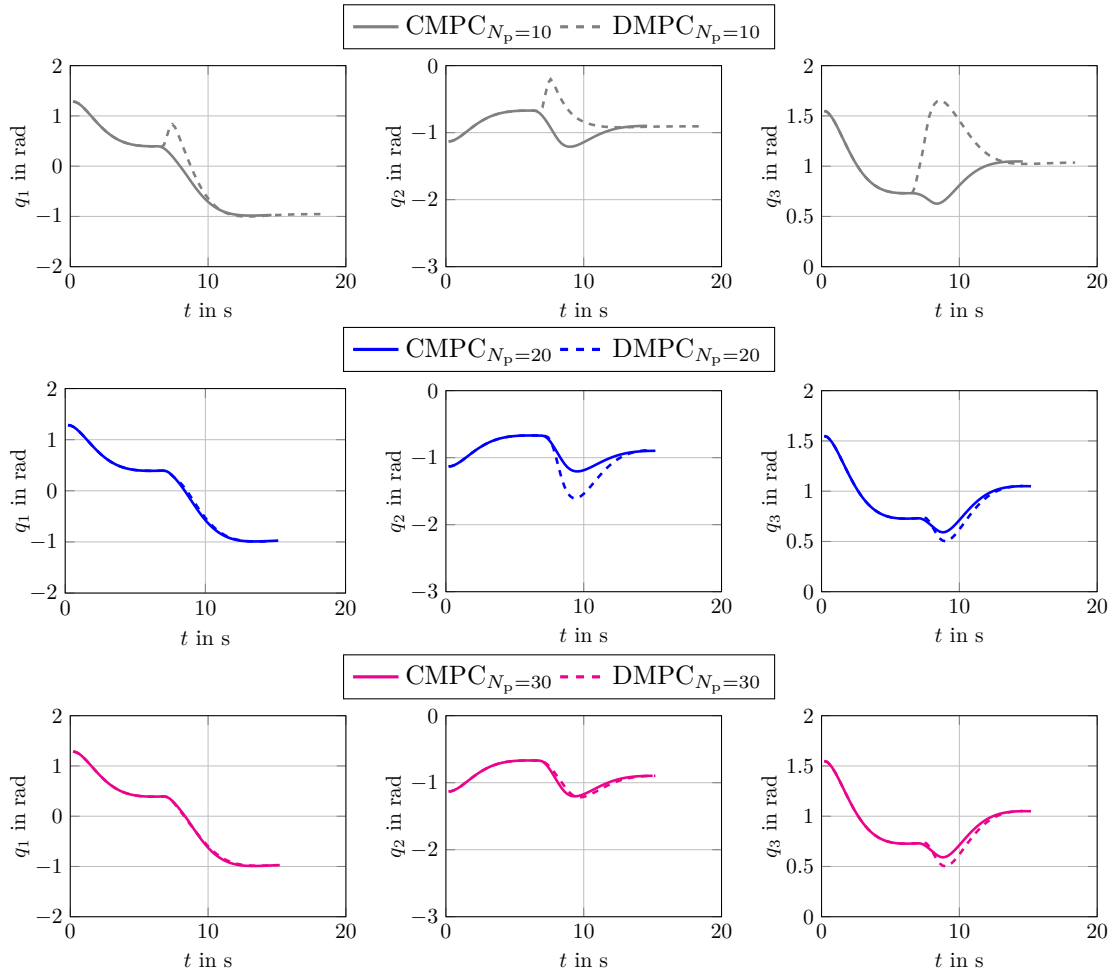 CMPC_{N_p=10} DMPC_{N_p=10}
2
1
0
−1
−2
q_1 in rad
0 10 20
t in s
0
−1
−2
−3
q_2 in rad
0 10 20
t in s
2
1.5
1
0.5
0
q_3 in rad
0 10 20
t in s
CMPC_{N_p=20} DMPC_{N_p=20}
2
1
0
−1
−2
q_1 in rad
0 10 20
t in s
0
−1
−2
−3
q_2 in rad
0 10 20
t in s
2
1.5
1
0.5
0
q_3 in rad
0 10 20
t in s
CMPC_{N_p=30} DMPC_{N_p=30}
2
1
0
−1
−2
q_1 in rad
0 10 20
t in s
0
−1
−2
−3
q_2 in rad
0 10 20
t in s
2
1.5
1
0.5
0
q_3 in rad
0 10 20
t in s